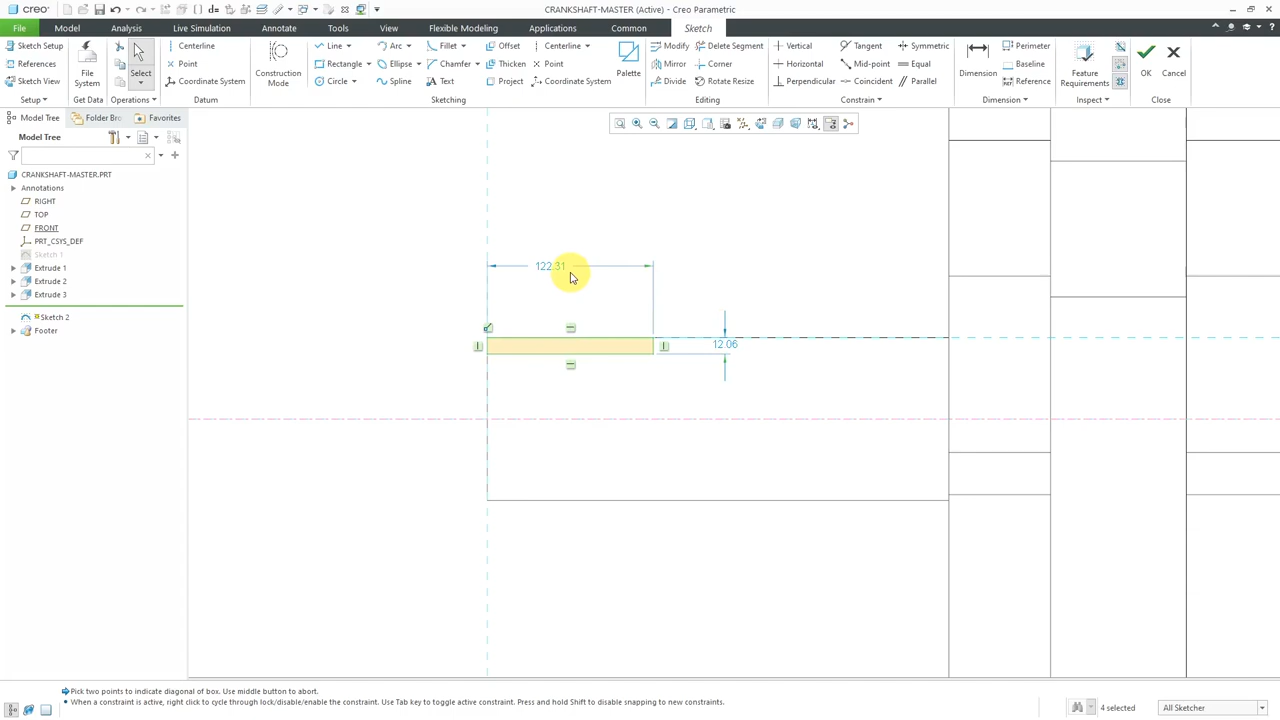 creo
CRANKSHAFT-MASTER (Active) - Creo Parametric
File
Model
Analysis
Live Simulation
Annotate
Tools
View
Flexible Modeling
Applications
Common
Sketch
Sketch Setup
References
Sketch View
Setup
File System
Get Data
Select
Operations
Centerline
Point
Coordinate System
Datum
Construction Mode
Line
Rectangle
Circle
Arc
Ellipse
Spline
Fillet
Chamfer
Text
Offset
Thicken
Project
Centerline
Point
Coordinate System
Palette
Sketching
Modify
Mirror
Divide
Delete Segment
Corner
Rotate Resize
Editing
Vertical
Horizontal
Perpendicular
Tangent
Mid-point
Coincident
Symmetric
Equal
Parallel
Constrain
Dimension
Perimeter
Baseline
Reference
Dimension
Feature Requirements
Inspect
OK
Cancel
Close
Model Tree
Folder Bro
Favorites
Model Tree
CRANKSHAFT-MASTER.PRT
Annotations
RIGHT
TOP
FRONT
PRT_CSYS_DEF
Sketch 1
Extrude 1
Extrude 2
Extrude 3
Sketch 2
Footer
122.31
12.06
Pick two points to indicate diagonal of box. Use middle button to abort.
When a constraint is active, right click to cycle through lock/disable/enable the constraint. Use Tab key to toggle active constraint. Press and hold Shift to disable snapping to new constraints.
4 selected
All Sketcher